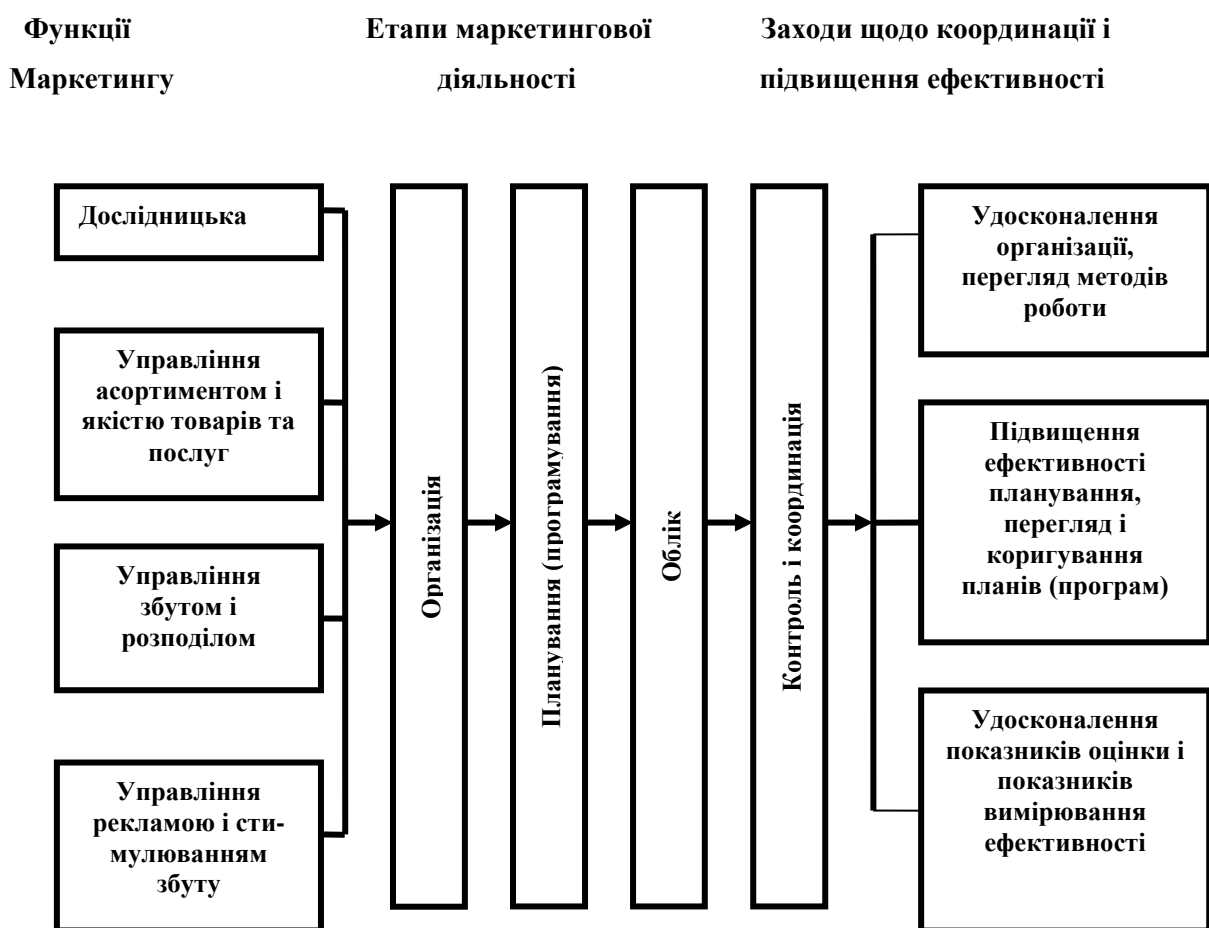 Функції
Маркетингу
Етапи маркетингової
діяльності
Заходи щодо координації і
підвищення ефективності
Дослідницька
Управління
асортиментом і
якістю товарів та
послуг
Управління
збутом і
розподілом
Управління
рекламою і сти-
мулюванням
збуту
Організація
Планування (програмування)
Облік
Контроль і координація
Удосконалення
організації,
перегляд методів
роботи
Підвищення
ефективності
планування,
перегляд і
коригування
планів (програм)
Удосконалення
показників оцінки і
показників
вимірювання
ефективності